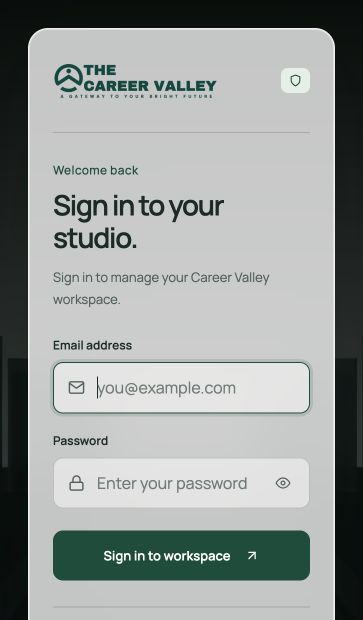 THE
CAREER VALLEY
A GATEWAY TO YOUR BRIGHT FUTURE
Welcome back
Sign in to your
studio.
Sign in to manage your Career Valley
workspace.
Email address
you@example.com
Password
Enter your password
Sign in to workspace